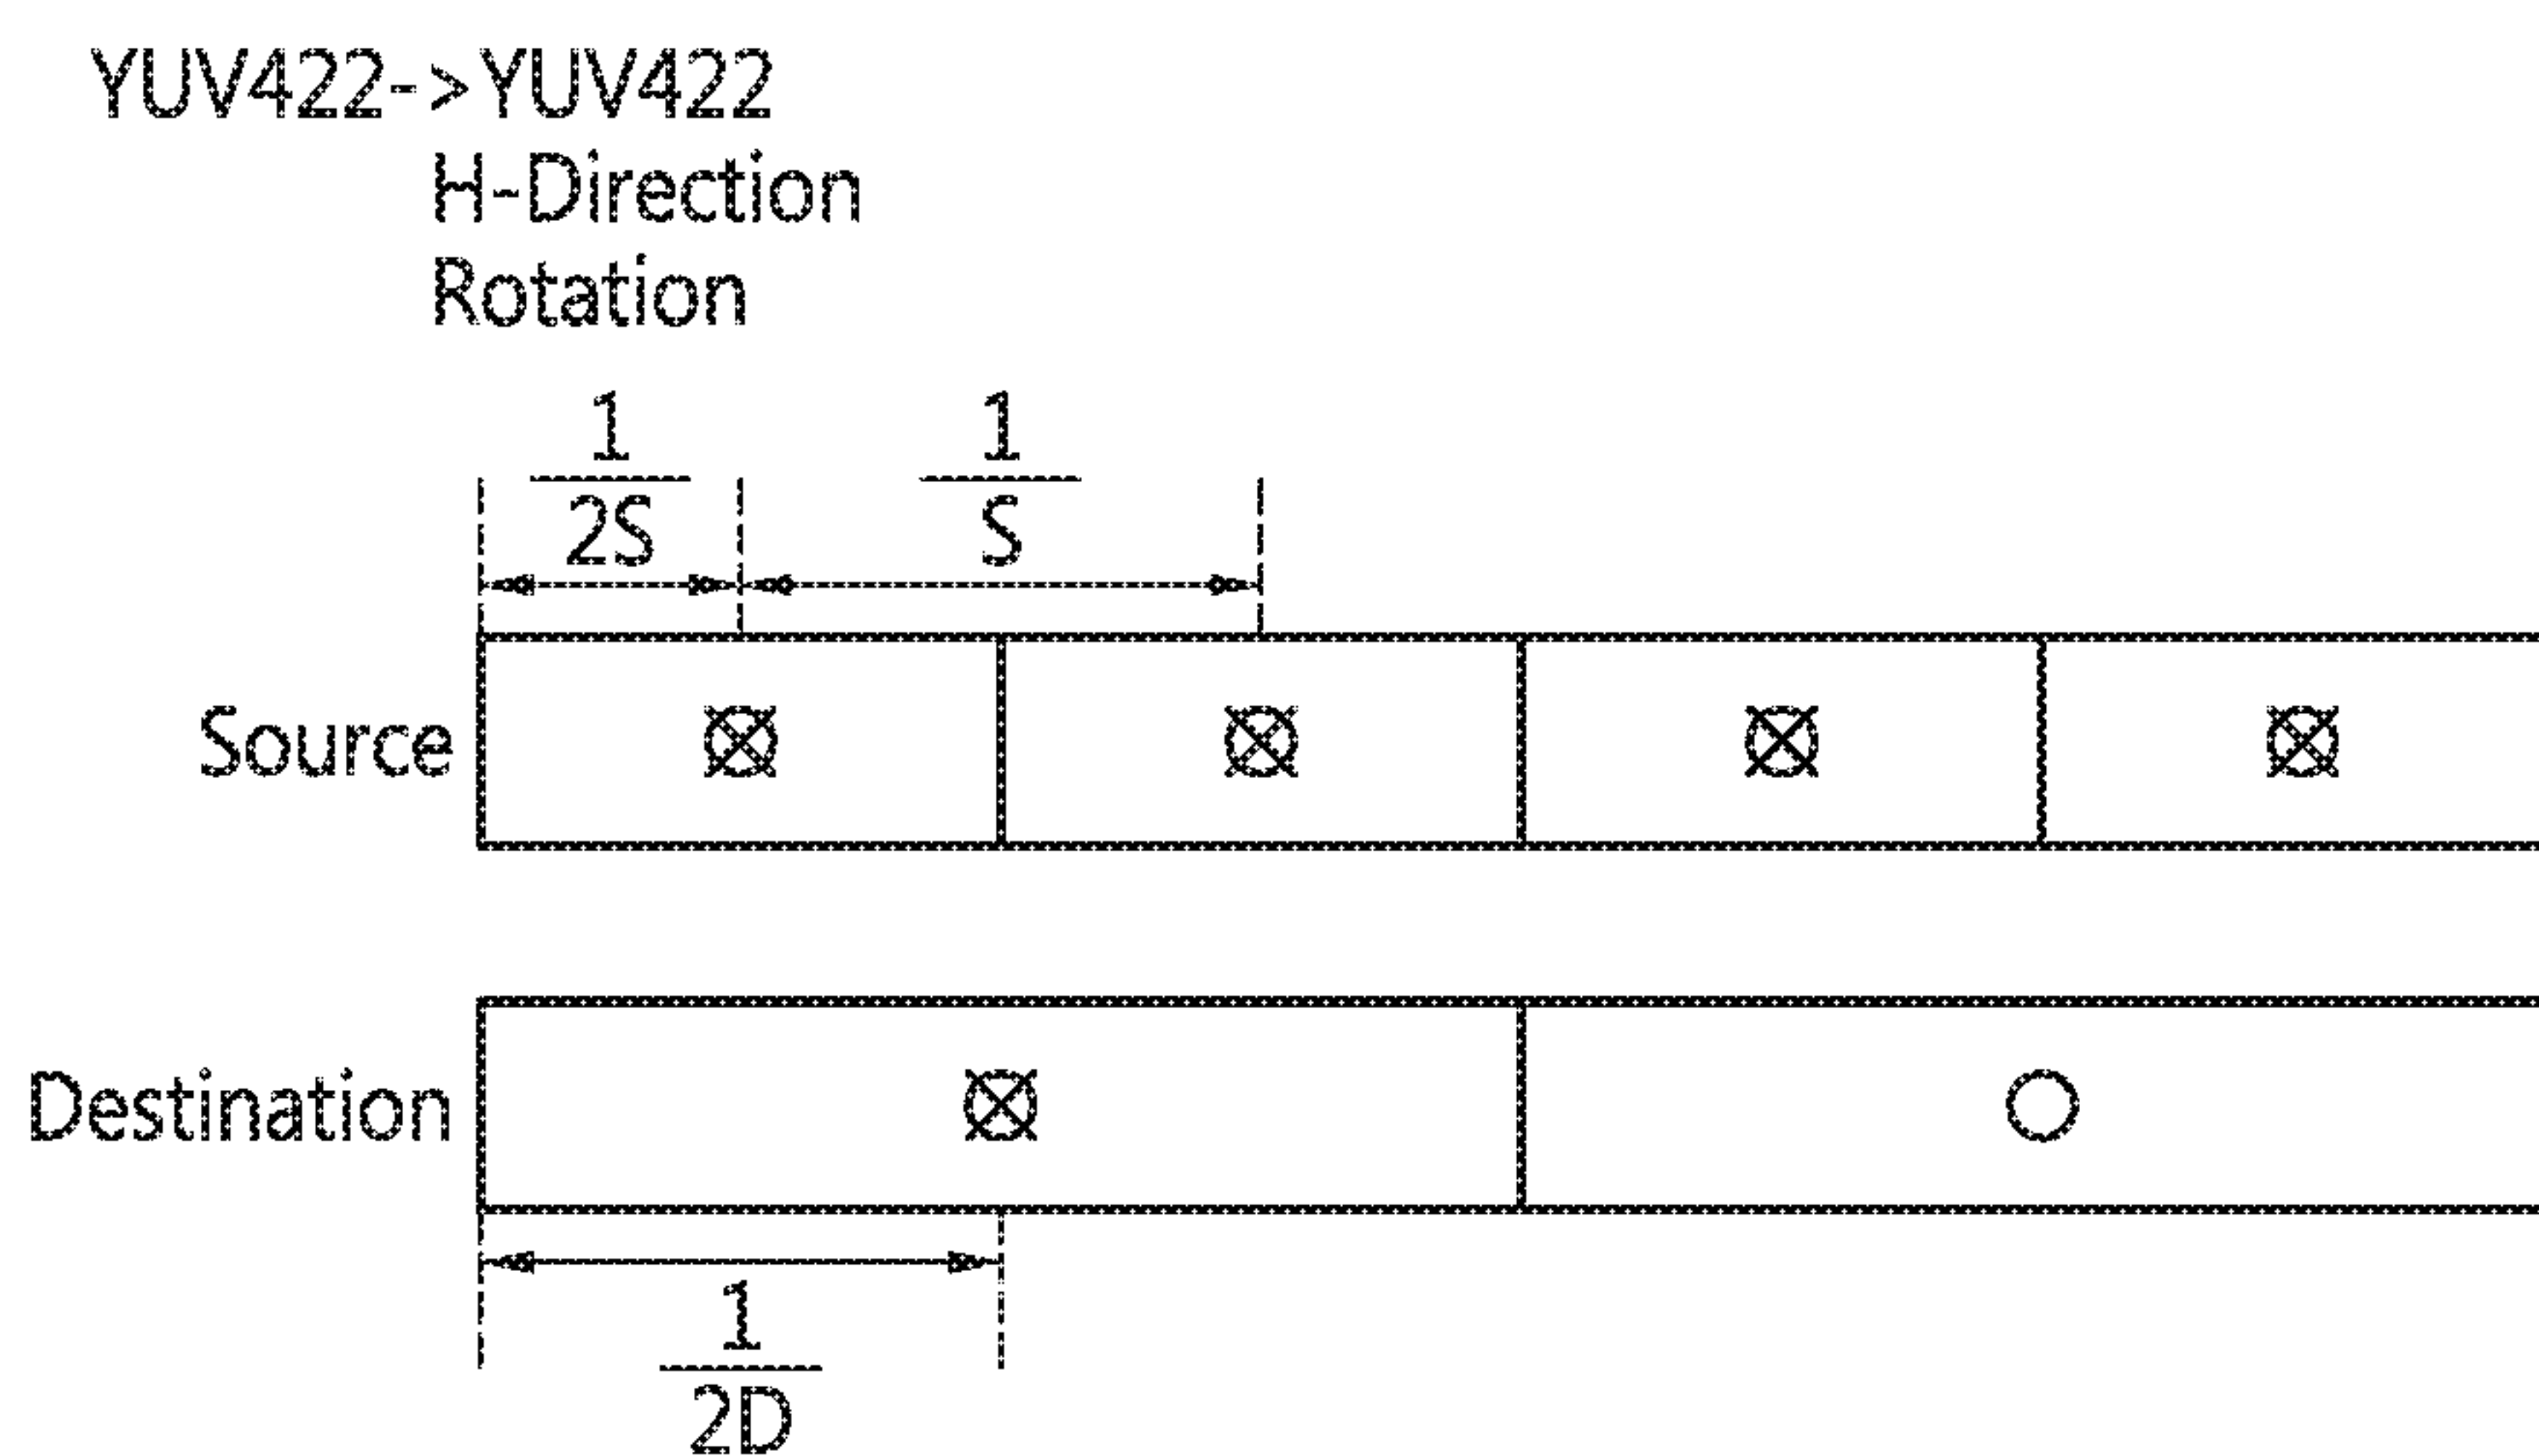 YUV422->YUV422
H-Direction
Rotation
1
2S
1
S
Source
Destination
1
2D